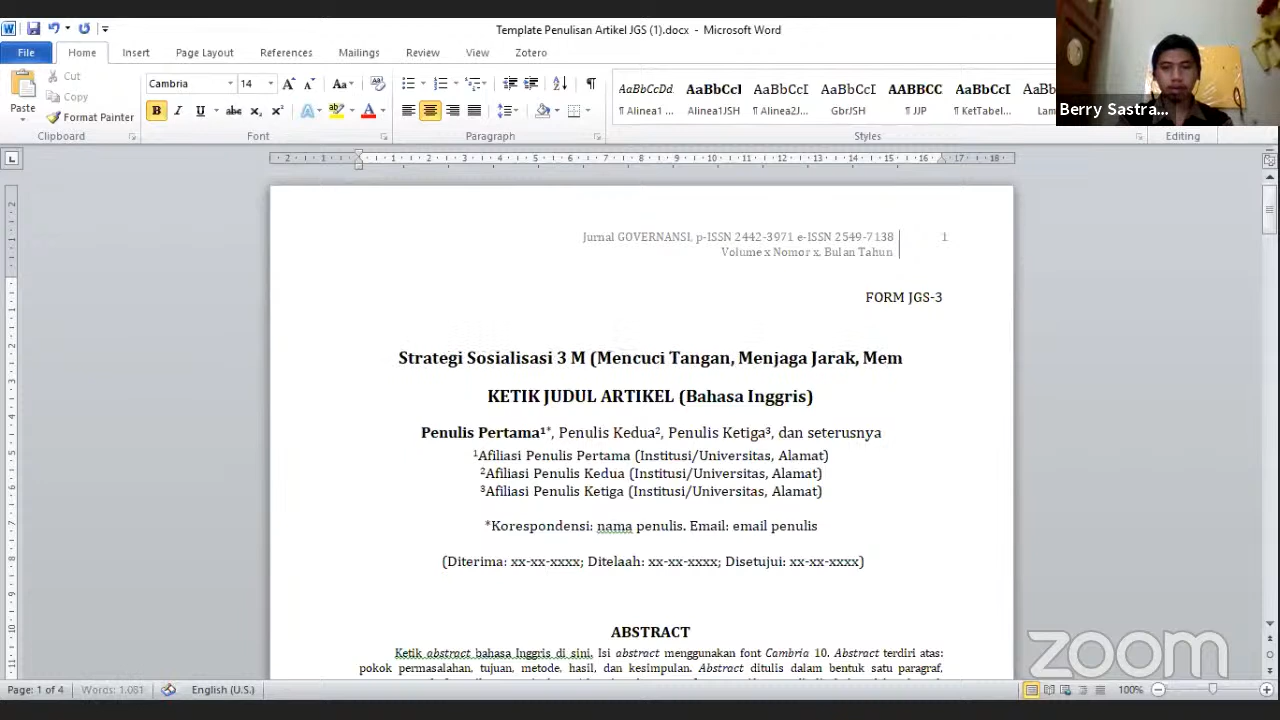 Template Penulisan Artikel JGS (1).docx - Microsoft Word
File Home Insert Page Layout References Mailings Review View Zotero
Paste
Cut
Copy
Format Painter
Cambria 14
AaBbCcDd AaBbCcI AaBbCcI AaBbCcI AABBCC AaBbCcI
¶ Alinea1 ... Alinea1JSH ¶ Alinea2J... GbrJSH ¶ JJP ¶ KetTabel...
Clipboard Font Paragraph Styles Editing
Berry Sastra...
Jurnal GOVERNANSI, p-ISSN 2442-3971 e-ISSN 2549-7138 1
Volume x Nomor x, Bulan Tahun
FORM JGS-3
Strategi Sosialisasi 3 M (Mencuci Tangan, Menjaga Jarak, Mem
KETIK JUDUL ARTIKEL (Bahasa Inggris)
Penulis Pertama¹*, Penulis Kedua², Penulis Ketiga³, dan seterusnya
¹Afiliasi Penulis Pertama (Institusi/Universitas, Alamat)
²Afiliasi Penulis Kedua (Institusi/Universitas, Alamat)
³Afiliasi Penulis Ketiga (Institusi/Universitas, Alamat)
*Korespondensi: nama penulis. Email: email penulis
(Diterima: xx-xx-xxxx; Ditelaah: xx-xx-xxxx; Disetujui: xx-xx-xxxx)
ABSTRACT
Ketik abstract bahasa Inggris di sini. Isi abstract menggunakan font Cambria 10. Abstract terdiri atas:
pokok permasalahan, tujuan, metode, hasil, dan kesimpulan. Abstract ditulis dalam bentuk satu paragraf,
zoom
Page: 1 of 4 Words: 1.081 English (U.S.) 100%